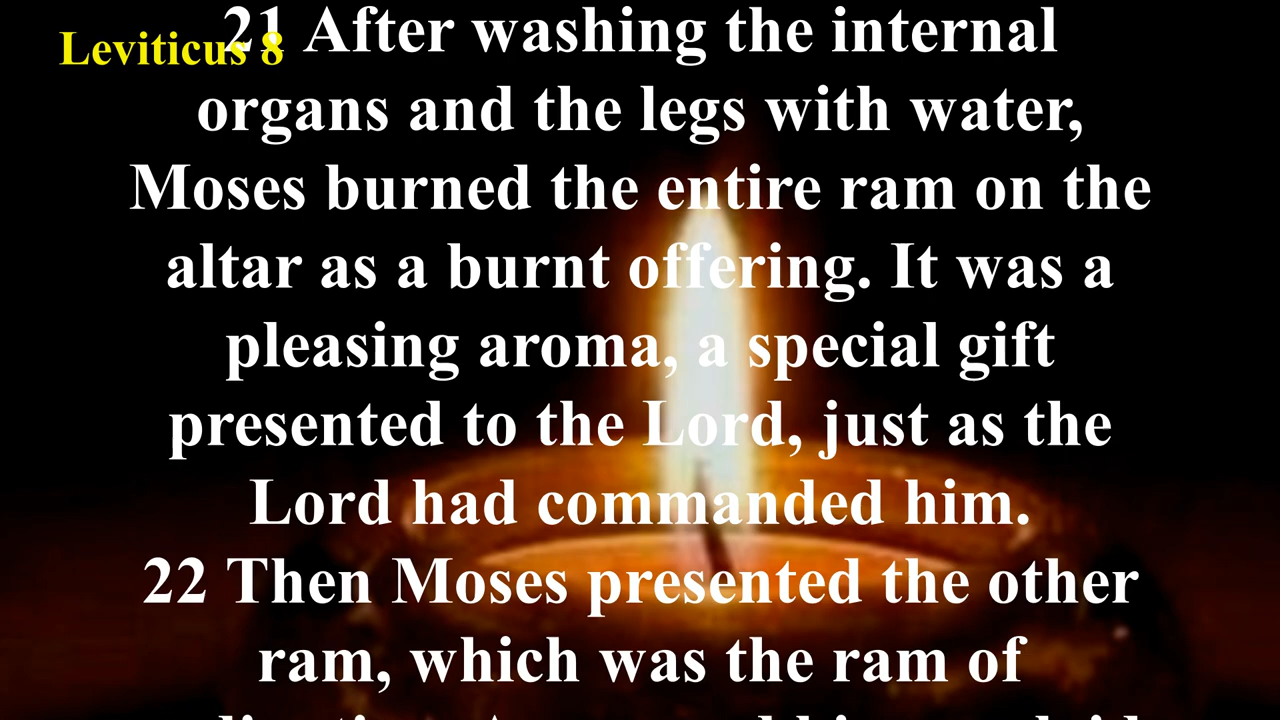 Leviticus 8
21 After washing the internal
organs and the legs with water,
Moses burned the entire ram on the
altar as a burnt offering. It was a
pleasing aroma, a special gift
presented to the Lord, just as the
Lord had commanded him.
22 Then Moses presented the other
ram, which was the ram of